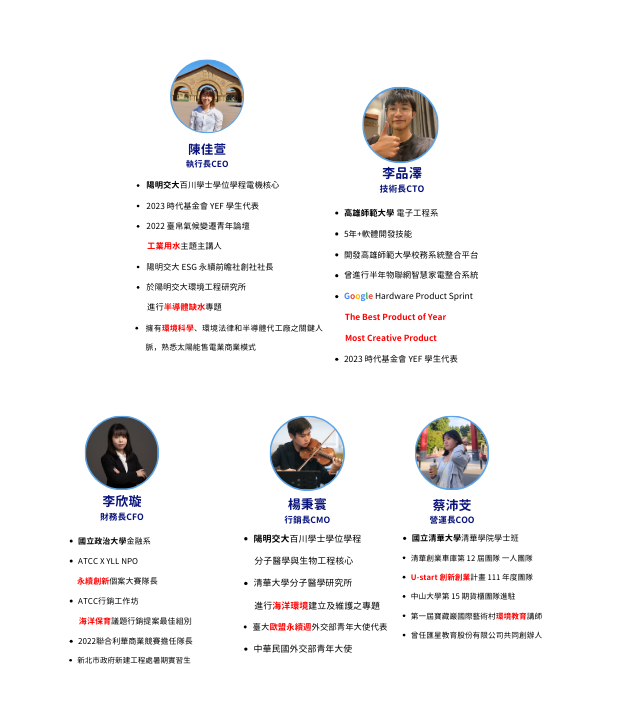 陳佳萱
執行長CEO
• 陽明交大百川學士學位學程電機核心
• 2023 時代基金會 YEF 學生代表
• 2022 臺帛氣候變遷青年論壇
工業用水主題主講人
• 陽明交大 ESG 永續前瞻社創社社長
• 於陽明交大環境工程研究所
進行半導體缺水專題
• 擁有環境科學、環境法律和半導體代工廠之關鍵人
脈，熟悉太陽能售電業商業模式
李品澤
技術長CTO
• 高雄師範大學 電子工程系
• 5年+軟體開發技能
• 開發高雄師範大學校務系統整合平台
• 曾進行半年物聯網智慧家電整合系統
• Google Hardware Product Sprint
The Best Product of Year
Most Creative Product
• 2023 時代基金會 YEF 學生代表
李欣璇
財務長CFO
• 國立政治大學金融系
• ATCC X YLL NPO
永續創新個案大賽隊長
• ATCC行銷工作坊
海洋保育議題行銷提案最佳組別
• 2022聯合利華商業競賽擔任隊長
• 新北市政府新建工程處暑期實習生
楊秉寰
行銷長CMO
• 陽明交大百川學士學位學程
分子醫學與生物工程核心
• 清華大學分子醫學研究所
進行海洋環境建立及維護之專題
• 臺大歐盟永續週外交部青年大使代表
• 中華民國外交部青年大使
蔡沛芠
營運長COO
• 國立清華大學清華學院學士班
• 清華創業車庫第 12 屆團隊 一人團隊
• U-start 創新創業計畫 111 年度團隊
• 中山大學第 15 期貨櫃團隊進駐
• 第一屆寶藏巖國際藝術村環境教育講師
• 曾任匯星教育股份有限公司共同創辦人